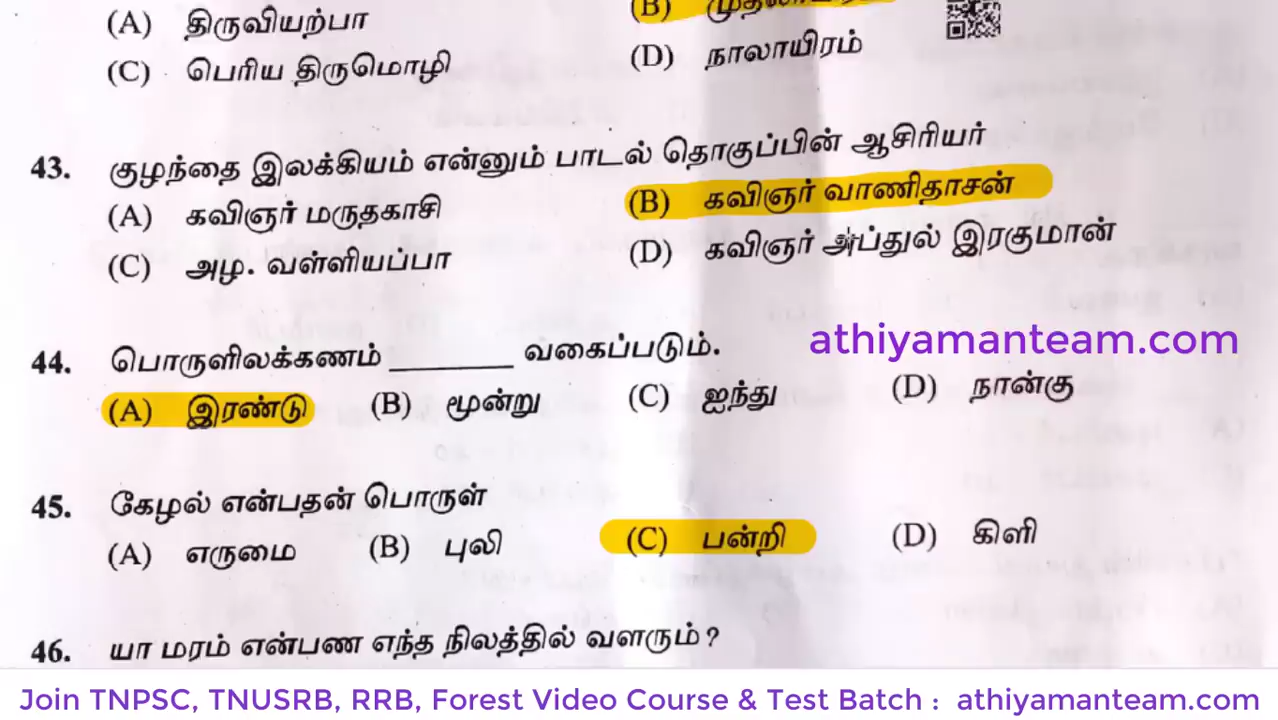 (A) திருவியற்பா (B)
(C) பெரிய திருமொழி (D) நாலாயிரம்
43. குழந்தை இலக்கியம் என்னும் பாடல் தொகுப்பின் ஆசிரியர்
(A) கவிஞர் மருதகாசி (B) கவிஞர் வாணிதாசன்
(C) அழ. வள்ளியப்பா (D) கவிஞர் அப்துல் இரகுமான்
athiyamanteam.com
44. பொருளிலக்கணம் ________ வகைப்படும்.
(A) இரண்டு (B) மூன்று (C) ஐந்து (D) நான்கு
45. கேழல் என்பதன் பொருள்
(A) எருமை (B) புலி (C) பன்றி (D) கிளி
46. யா மரம் என்பண எந்த நிலத்தில் வளரும்?
Join TNPSC, TNUSRB, RRB, Forest Video Course & Test Batch : athiyamanteam.com